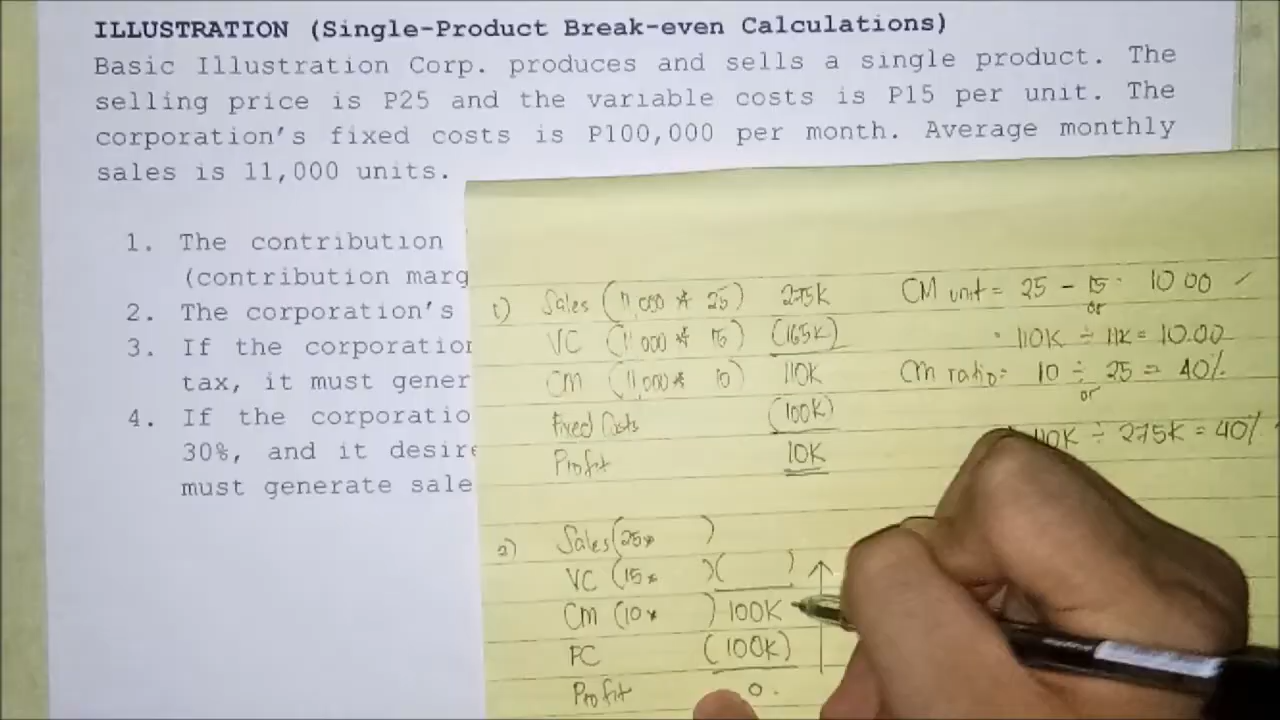 ILLUSTRATION (Single-Product Break-even Calculations)
Basic Illustration Corp. produces and sells a single product. The
selling price is P25 and the variable costs is P15 per unit. The
corporation's fixed costs is P100,000 per month. Average monthly
sales is 11,000 units.
1. The contribution
(contribution marg
2. The corporation's
3. If the corporation
tax, it must gener
4. If the corporatio
30%, and it desire
must generate sale
1) Sales (11,000 * 25) 275K
VC (11 000 * 15) (165K)
CM (11,000 * 10) 110K
Fixed Costs (100K)
Profit 10K
CM unit = 25 - 15 10.00
or
110K ÷ 11K = 10.00
CM ratio: 10 ÷ 25 = 40%
or
110K ÷ 275K = 40%
2) Sales (25* )
VC (15* ) ( )
CM (10* ) 100K
FC (100K)
Profit 0.